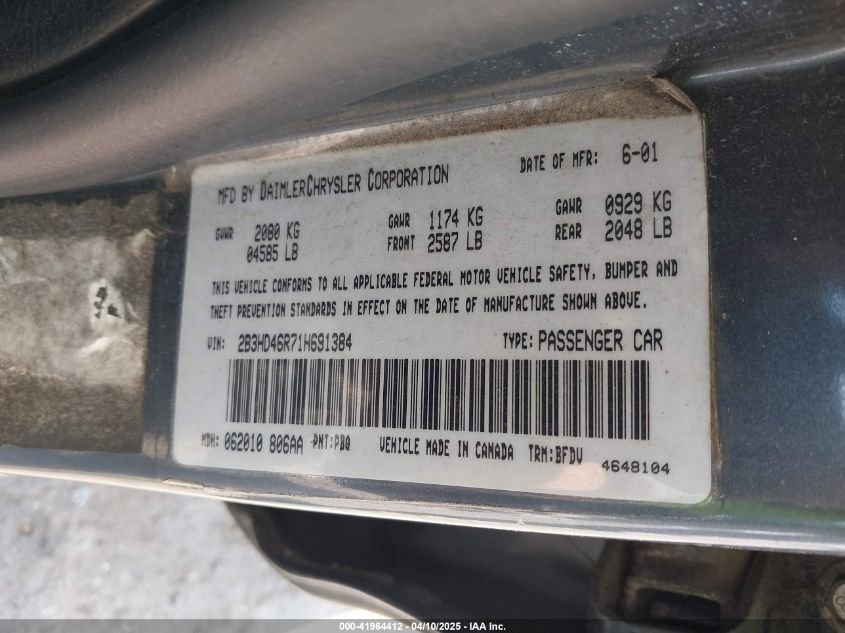 MFD BY DAIMLERCHRYSLER CORPORATION DATE OF MFR: 6-01
GVWR 2080 KG GAWR 1174 KG GAWR 0929 KG
04585 LB FRONT 2587 LB REAR 2048 LB
THIS VEHICLE CONFORMS TO ALL APPLICABLE FEDERAL MOTOR VEHICLE SAFETY, BUMPER AND
THEFT PREVENTION STANDARDS IN EFFECT ON THE DATE OF MANUFACTURE SHOWN ABOVE.
VIN: 2B3HD46R71H691384 TYPE: PASSENGER CAR
MDH: 062010 806AA PNT:PBQ VEHICLE MADE IN CANADA TRM:BFDV 4648104
000-41964412 - 04/10/2025 - IAA Inc.